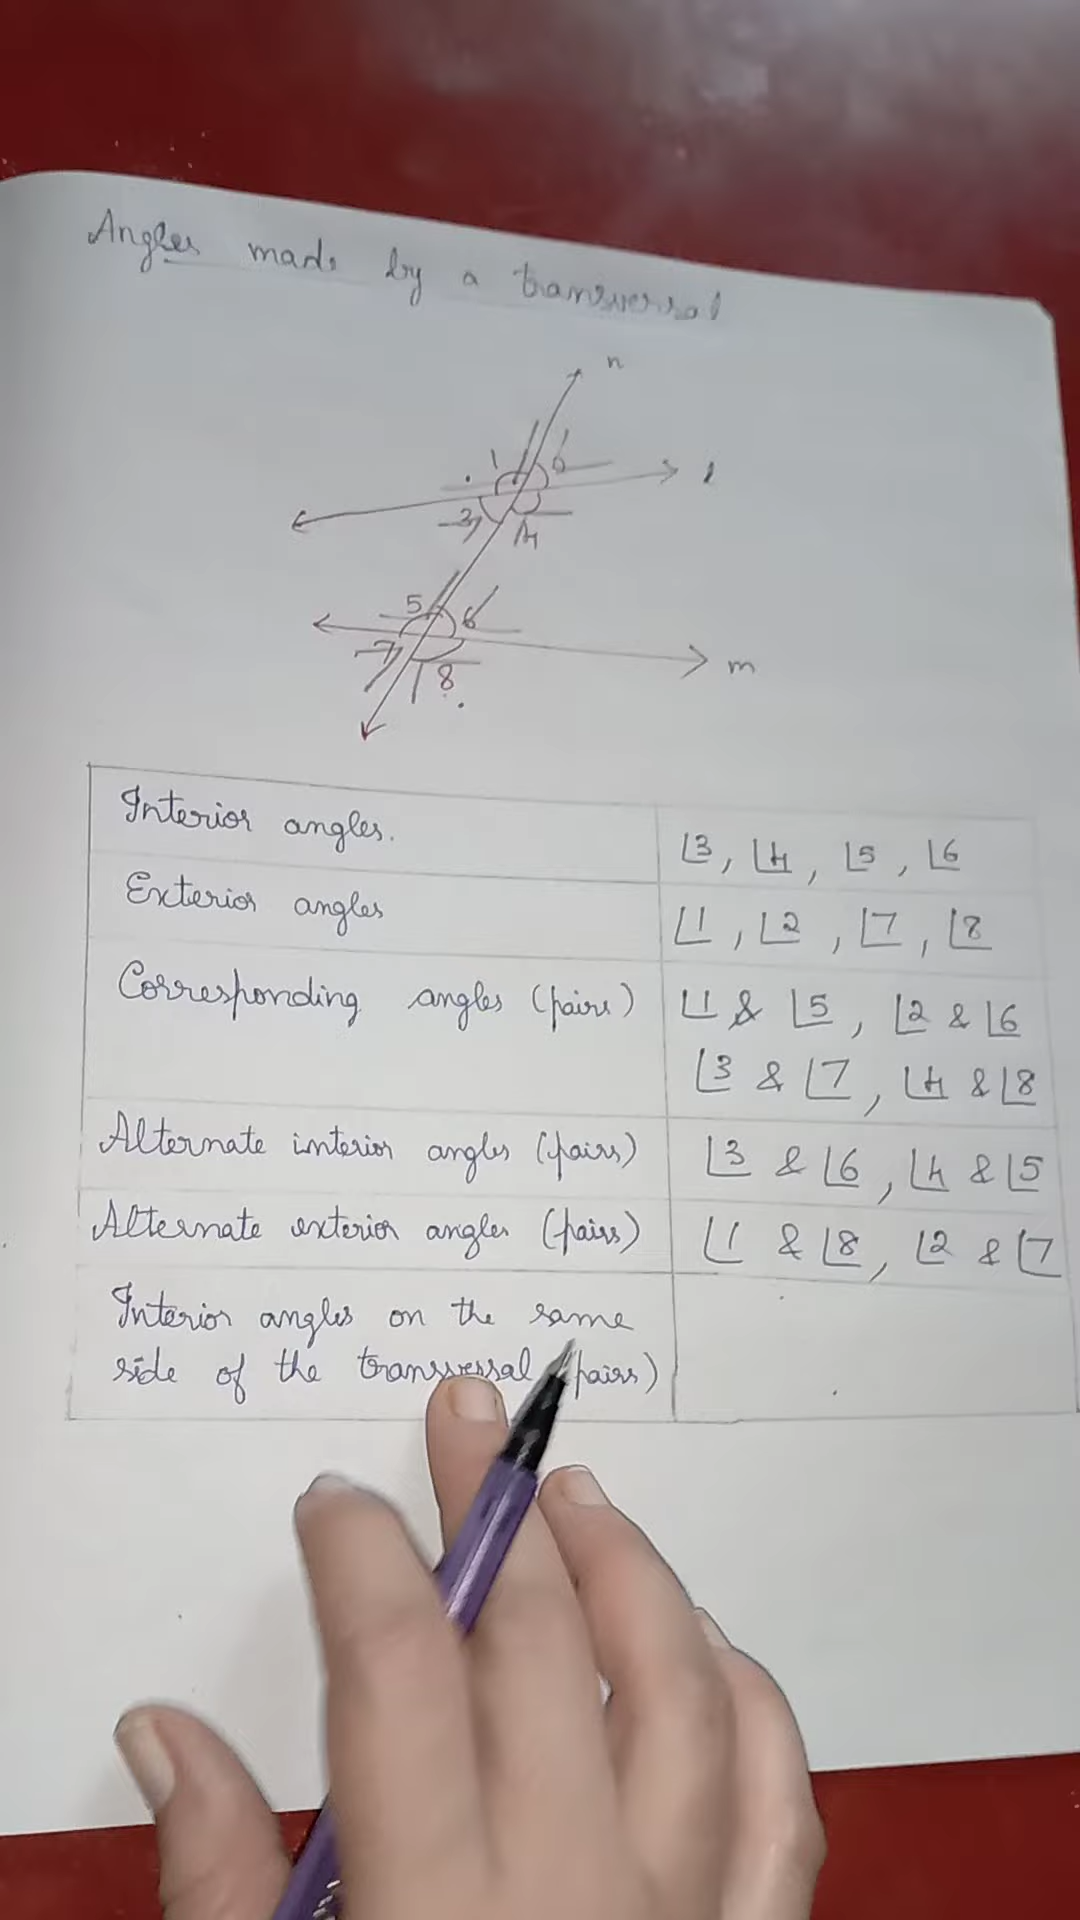 Angles made by a transversal
n
1
l
3
4
5 6
7
m
8
Interior angles.
∠3, ∠4, ∠5, ∠6
Exterior angles
∠1, ∠2, ∠7, ∠8
Corresponding angles (pairs)
∠1 & ∠5, ∠2 & ∠6
∠3 & ∠7, ∠4 & ∠8
Alternate interior angles (pairs)
∠3 & ∠6, ∠4 & ∠5
Alternate exterior angles (pairs)
∠1 & ∠8, ∠2 & ∠7
Interior angles on the same
side of the transversal pairs)